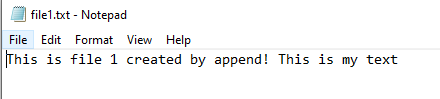 file1.txt - Notepad
File Edit Format View Help
This is file 1 created by append! This is my text